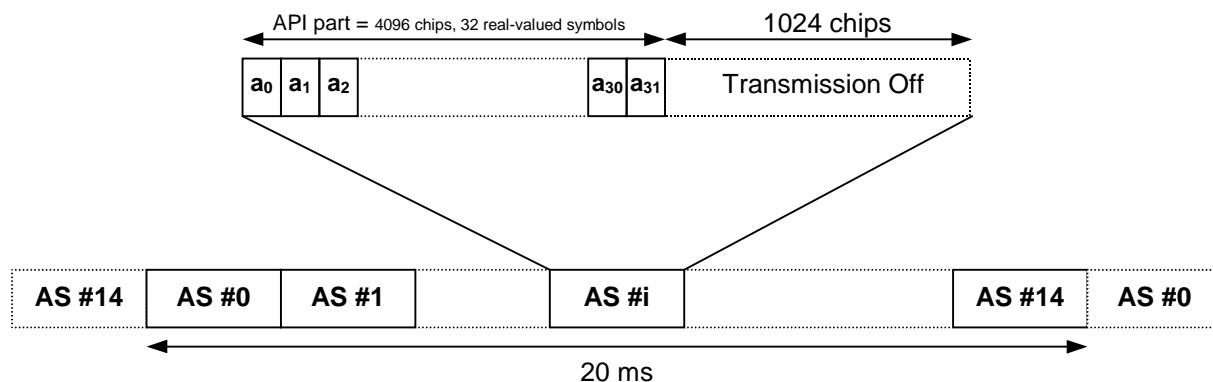 API part = 4096 chips, 32 real-valued symbols
1024 chips
a0 a1 a2 a30 a31 Transmission Off
AS #14 AS #0 AS #1 AS #i AS #14 AS #0
20 ms